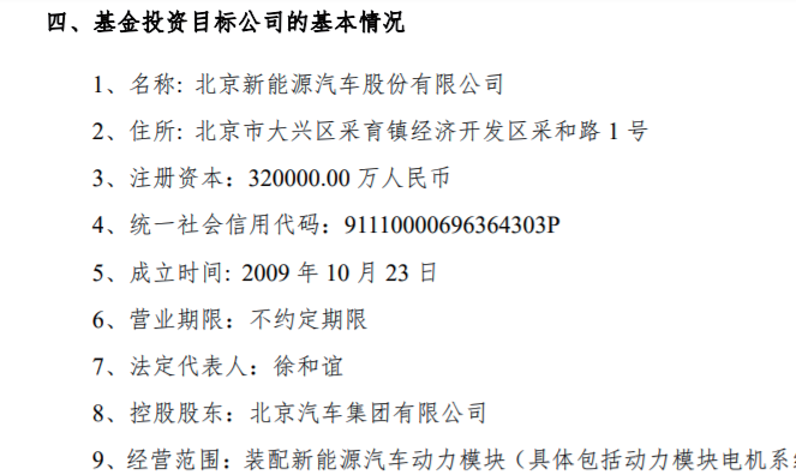 四、基金投资目标公司的基本情况
1、名称: 北京新能源汽车股份有限公司
2、住所: 北京市大兴区采育镇经济开发区采和路 1 号
3、注册资本：320000.00 万人民币
4、统一社会信用代码：91110000696364303P
5、成立时间: 2009 年 10 月 23 日
6、营业期限：不约定期限
7、法定代表人：徐和谊
8、控股股东：北京汽车集团有限公司
9、经营范围：装配新能源汽车动力模块（具体包括动力模块电机系